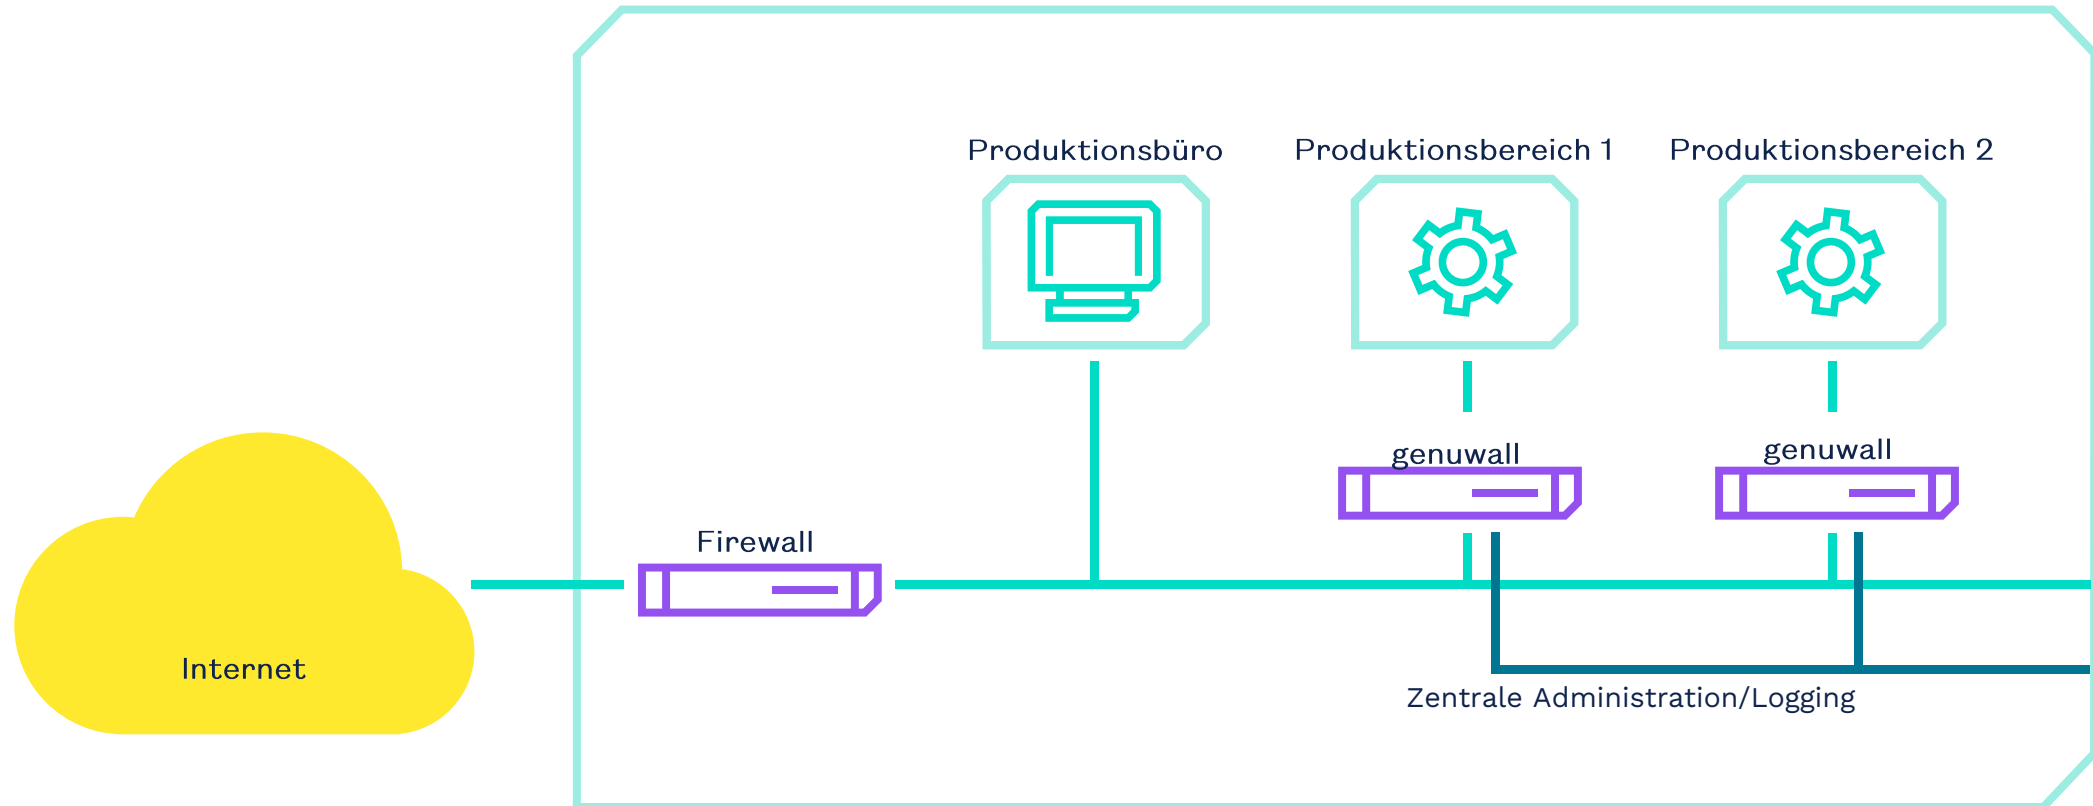 Produktionsbüro
Produktionsbereich 1
Produktionsbereich 2
genuwall
genuwall
Firewall
Internet
Zentrale Administration/Logging